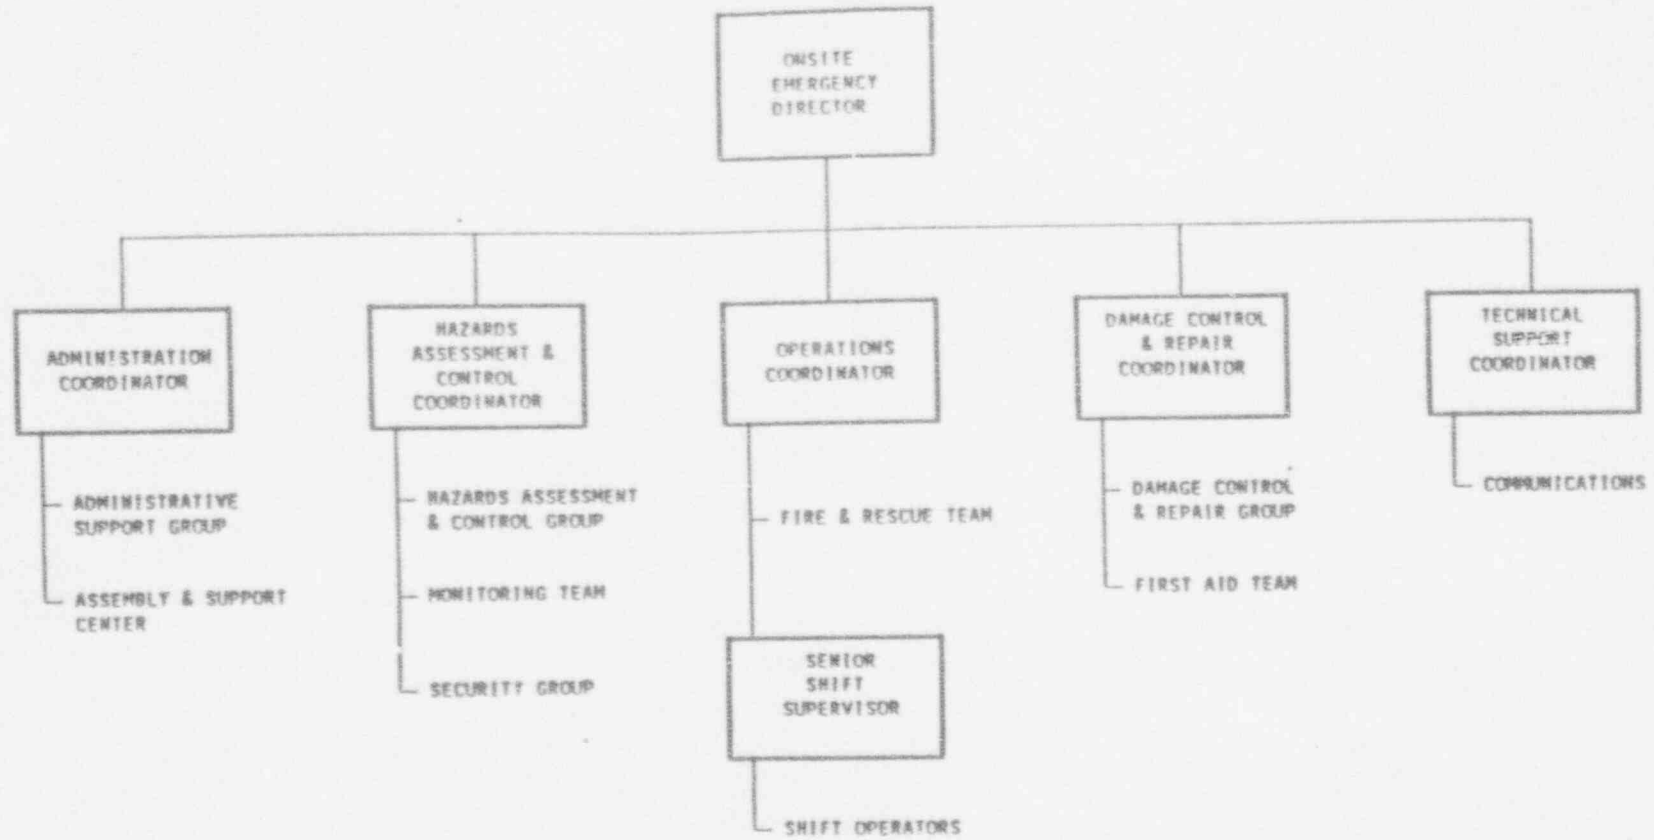 ONSITE
EMERGENCY
DIRECTOR
ADMINISTRATION
COORDINATOR
HAZARDS
ASSESSMENT &
CONTROL
COORDINATOR
OPERATIONS
COORDINATOR
DAMAGE CONTROL
& REPAIR
COORDINATOR
TECHNICAL
SUPPORT
COORDINATOR
ADMINISTRATIVE
SUPPORT GROUP
ASSEMBLY & SUPPORT
CENTER
HAZARDS ASSESSMENT
& CONTROL GROUP
MONITORING TEAM
SECURITY GROUP
FIRE & RESCUE TEAM
SENIOR
SHIFT
SUPERVISOR
SHIFT OPERATORS
DAMAGE CONTROL
& REPAIR GROUP
FIRST AID TEAM
COMMUNICATIONS